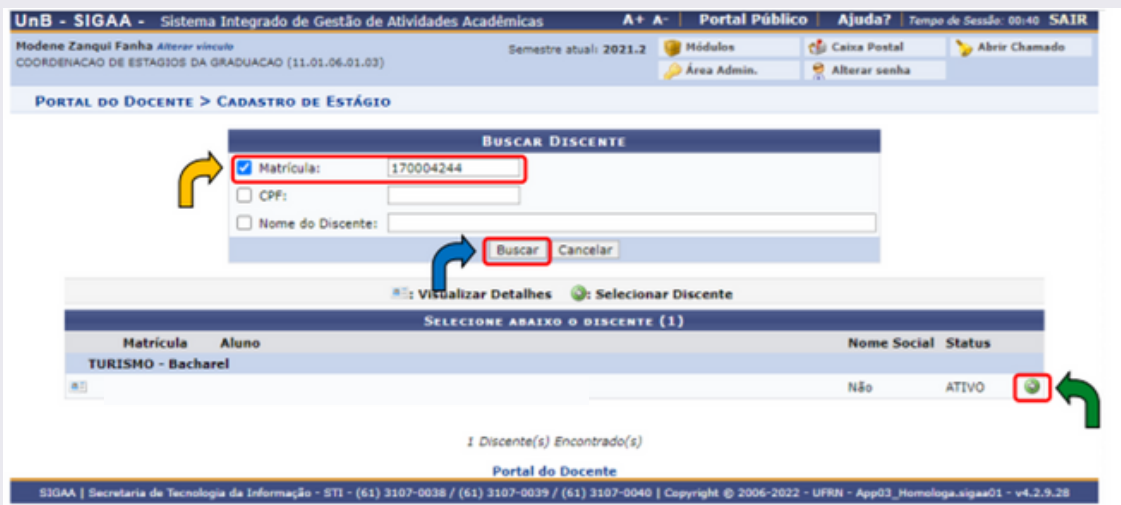 UnB - SIGAA - Sistema Integrado de Gestão de Atividades Acadêmicas A+ A- | Portal Público | Ajuda? | Tempo de Sessão: 00:40 SAIR
Modene Zanqui Fanha Alterar vínculo Semestre atual: 2021.2 Módulos Caixa Postal Abrir Chamado
COORDENACAO DE ESTAGIOS DA GRADUACAO (11.01.06.01.03) Área Admin. Alterar senha
PORTAL DO DOCENTE > CADASTRO DE ESTÁGIO
BUSCAR DISCENTE
Matrícula: 170004244
CPF:
Nome do Discente:
Buscar Cancelar
: Visualizar Detalhes : Selecionar Discente
SELECIONE ABAIXO O DISCENTE (1)
Matrícula Aluno Nome Social Status
TURISMO - Bacharel
Não ATIVO
1 Discente(s) Encontrado(s)
Portal do Docente
SIGAA | Secretaria de Tecnologia da Informação - STI - (61) 3107-0038 / (61) 3107-0039 / (61) 3107-0040 | Copyright © 2006-2022 - UFRN - App03_Homologa.sigaa01 - v4.2.9.28